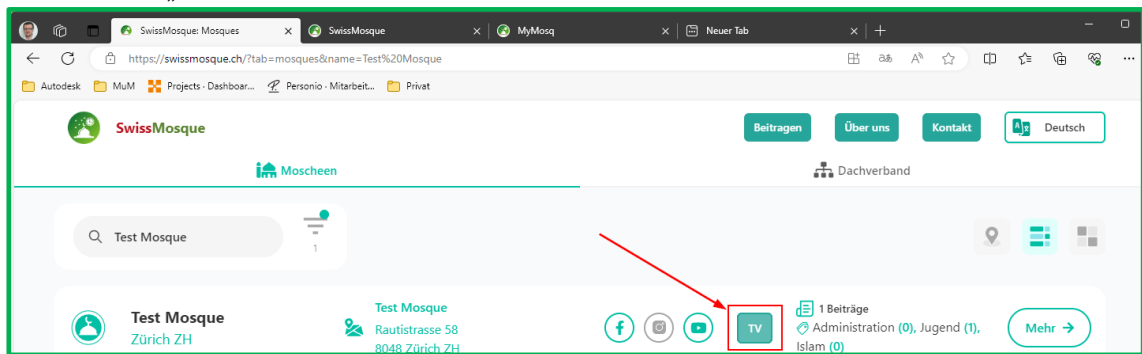 SwissMosque: Mosques
SwissMosque
MyMosq
Neuer Tab
https://swissmosque.ch/?tab=mosques&name=Test%20Mosque
Autodesk
MuM
Projects - Dashboar...
Personio - Mitarbeit...
Privat
SwissMosque
Beitragen
Über uns
Kontakt
Deutsch
Moscheen
Dachverband
Test Mosque
1
Test Mosque
Zürich ZH
Test Mosque
Rautistrasse 58
8048 Zürich ZH
TV
1 Beiträge
Administration (0), Jugend (1),
Islam (0)
Mehr →